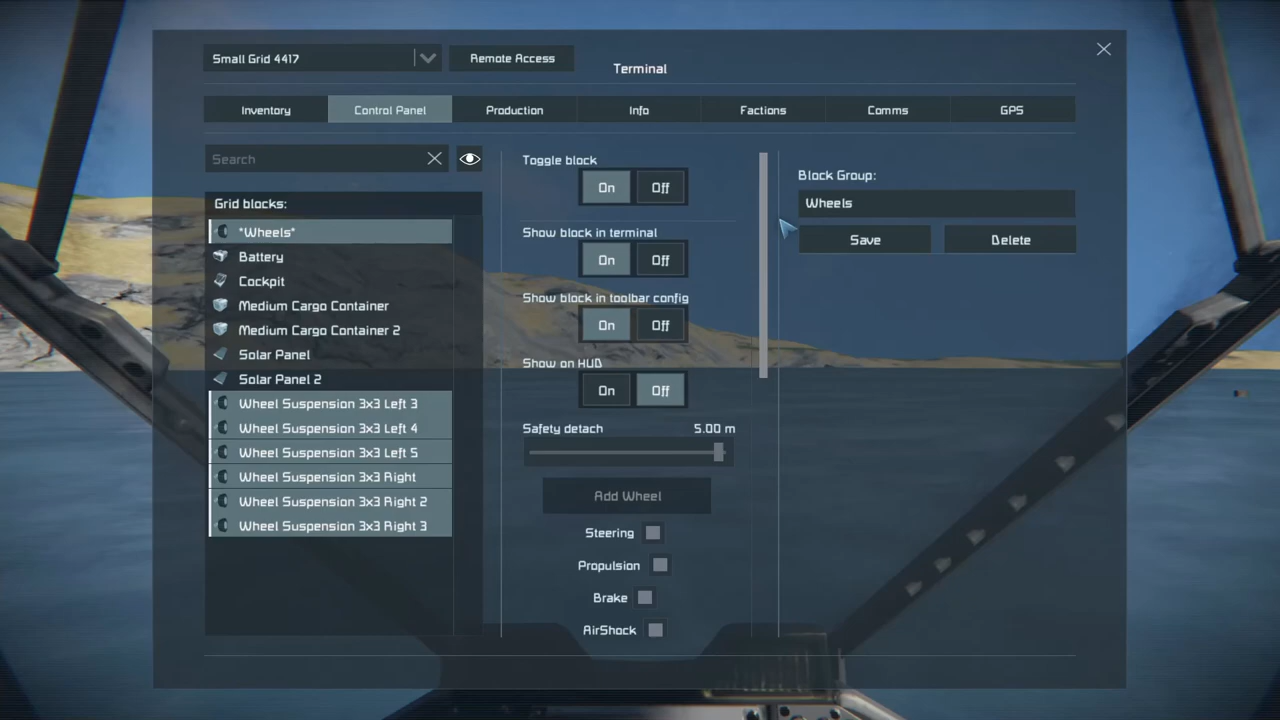 Small Grid 4417
Remote Access
Terminal
Inventory
Control Panel
Production
Info
Factions
Comms
GPS
Search
Grid blocks:
*Wheels*
Battery
Cockpit
Medium Cargo Container
Medium Cargo Container 2
Solar Panel
Solar Panel 2
Wheel Suspension 3x3 Left 3
Wheel Suspension 3x3 Left 4
Wheel Suspension 3x3 Left 5
Wheel Suspension 3x3 Right
Wheel Suspension 3x3 Right 2
Wheel Suspension 3x3 Right 3
Toggle block
On Off
Show block in terminal
On Off
Show block in toolbar config
On Off
Show on HUD
On Off
Safety detach 5.00 m
Add Wheel
Steering
Propulsion
Brake
AirShock
Block Group:
Wheels
Save Delete